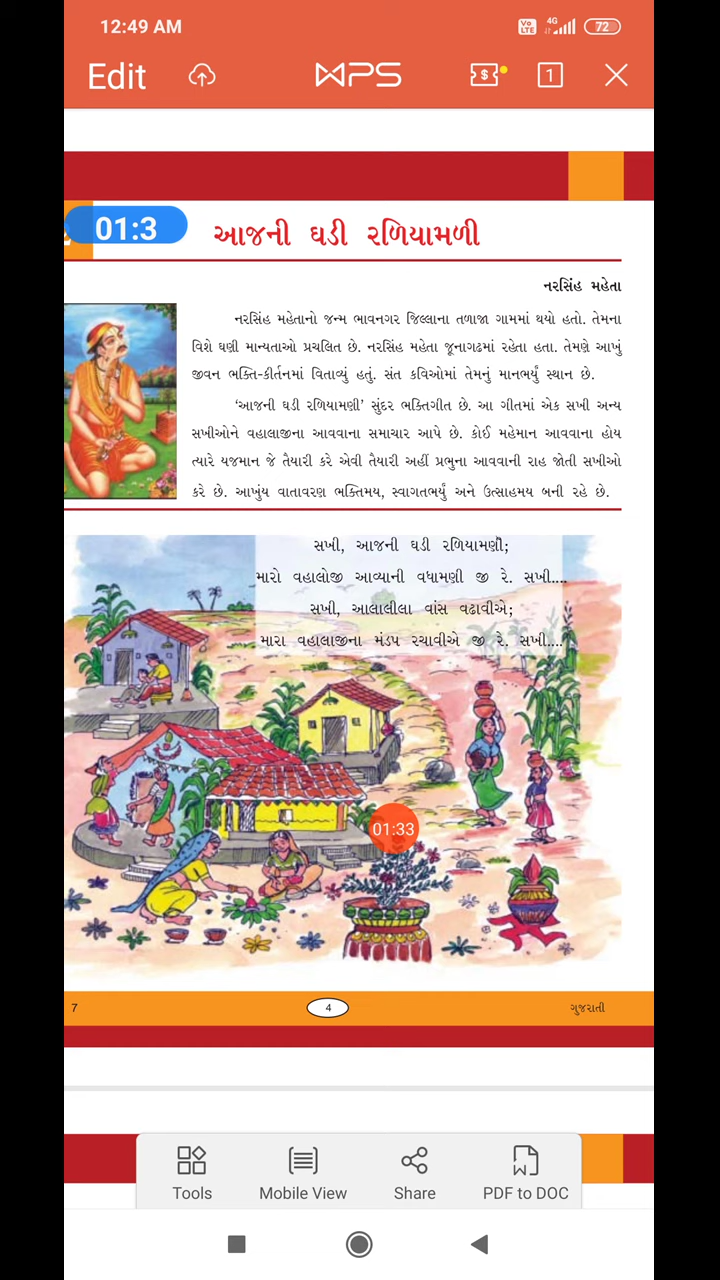 12:49 AM
Vo LTE 4G 72
Edit
WPS
$
1
01:3
આજની ઘડી રળિયામળી
નરસિંહ મહેતા
નરસિંહ મહેતાનો જન્મ ભાવનગર જિલ્લાના તળાજા ગામમાં થયો હતો. તેમના
વિશે ઘણી માન્યતાઓ પ્રચલિત છે. નરસિંહ મહેતા જૂનાગઢમાં રહેતા હતા. તેમણે આખું
જીવન ભક્તિ-કીર્તનમાં વિતાવ્યું હતું. સંત કવિઓમાં તેમનું માનભર્યું સ્થાન છે.
‘આજની ઘડી રળિયામણી’ સુંદર ભક્તિગીત છે. આ ગીતમાં એક સખી અન્ય
સખીઓને વહાલાજીના આવવાના સમાચાર આપે છે. કોઈ મહેમાન આવવાના હોય
ત્યારે યજમાન જે તૈયારી કરે એવી તૈયારી અહીં પ્રભુના આવવાની રાહ જોતી સખીઓ
કરે છે. આખુંય વાતાવરણ ભક્તિમય, સ્વાગતભર્યું અને ઉત્સાહમય બની રહે છે.
સખી, આજની ઘડી રળિયામણી;
મારો વહાલોજી આવ્યાની વધામણી જી રે. સખી....
સખી, આલાલીલા વાંસ વઢાવીએ;
મારા વહાલાજીના મંડપ રચાવીએ જી રે. સખી....
01:33
7
4
ગુજરાતી
Tools
Mobile View
Share
PDF to DOC